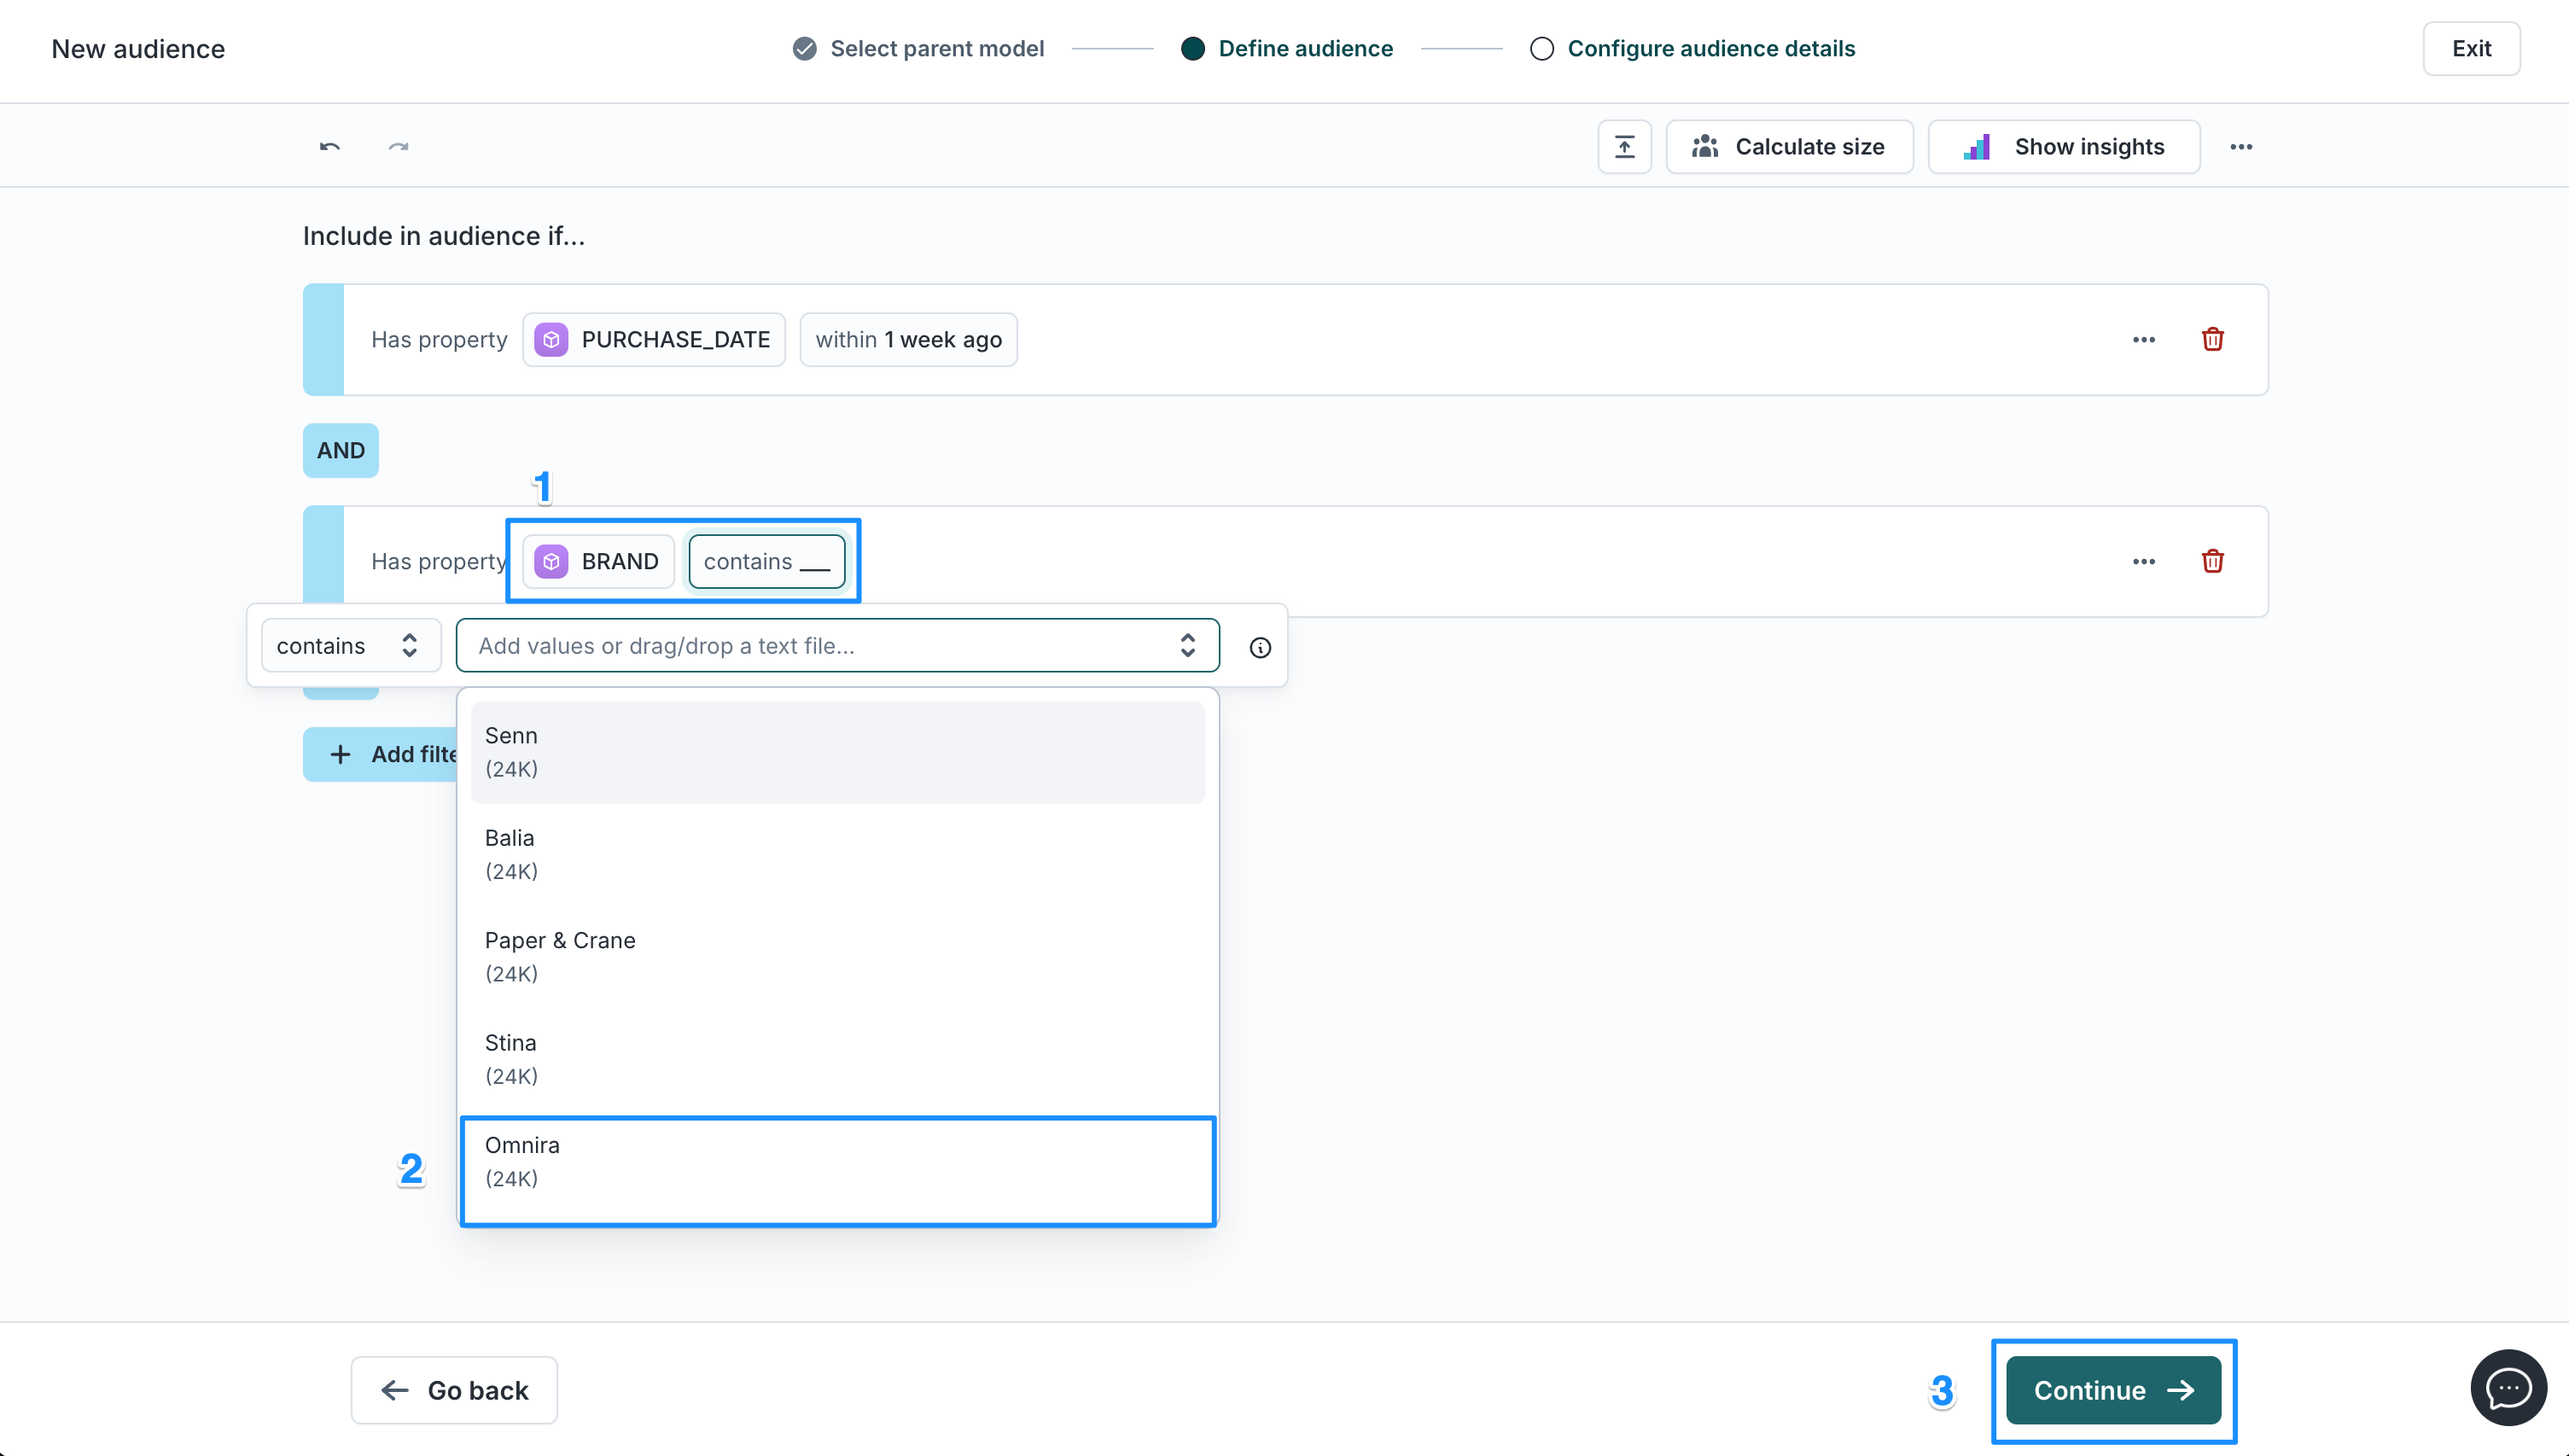 New audience
Select parent model
Define audience
Configure audience details
Exit
Calculate size
Show insights
Include in audience if...
Has property PURCHASE_DATE within 1 week ago
AND
1
Has property BRAND contains __
contains Add values or drag/drop a text file...
Add filte
Senn
(24K)
Balia
(24K)
Paper & Crane
(24K)
Stina
(24K)
2
Omnira
(24K)
Go back
3
Continue